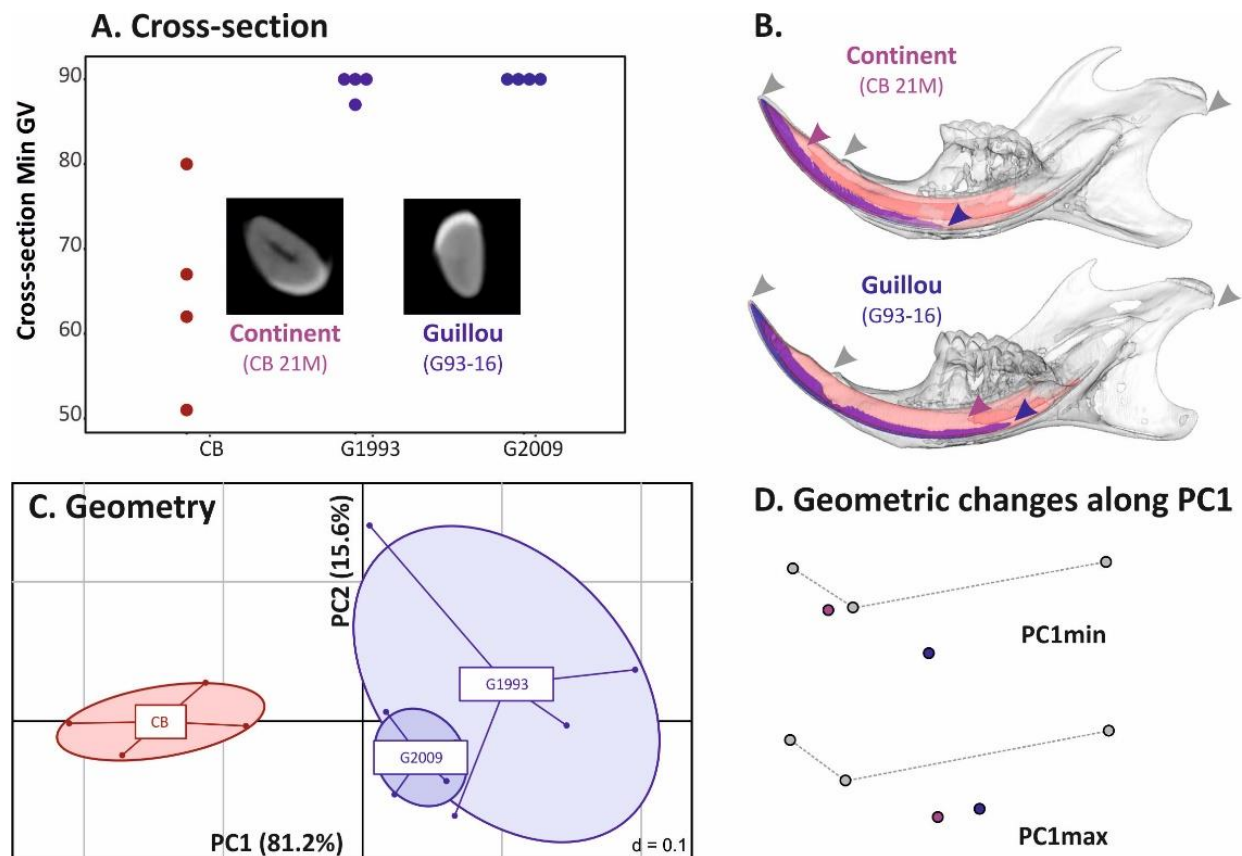 A. Cross-section
Cross-section Min GV
90
80
70
60
50
Continent
(CB 21M)
Guillou
(G93-16)
CB
G1993
G2009
B.
Continent
(CB 21M)
Guillou
(G93-16)
C. Geometry
PC2 (15.6%)
G1993
CB
G2009
PC1 (81.2%)
d = 0.1
D. Geometric changes along PC1
PC1min
PC1max